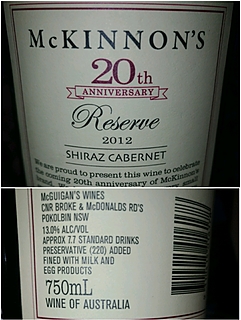 McKINNON'S
20th
ANNIVERSARY
Reserve
2012
SHIRAZ CABERNET
We are proud to present this wine to celebrate
the coming 20th anniversary of McKinnon's
McGUIGAN'S WINES
CNR BROKE & McDONALDS RD'S
POKOLBIN NSW
13.0% ALC/VOL
APPROX 7.7 STANDARD DRINKS
PRESERVATIVE (220) ADDED
FINED WITH MILK AND
EGG PRODUCTS
750mL
WINE OF AUSTRALIA